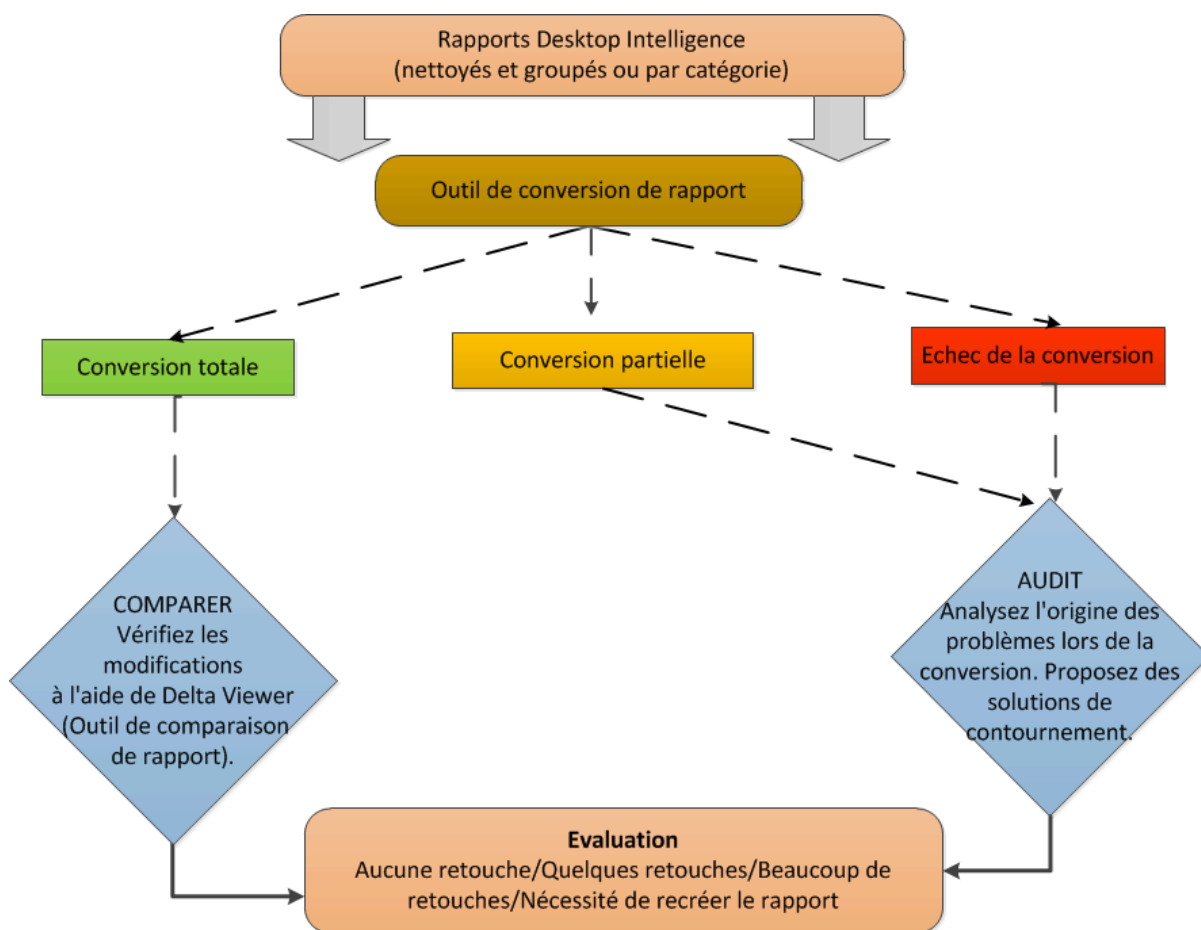 Rapports Desktop Intelligence
(nettoyés et groupés ou par catégorie)
Outil de conversion de rapport
Conversion totale
Conversion partielle
Echec de la conversion
COMPARER
Vérifiez les
modifications
à l'aide de Delta Viewer
(Outil de comparaison
de rapport).
AUDIT
Analysez l'origine des
problèmes lors de la
conversion. Proposez des
solutions de
contournement.
Evaluation
Aucune retouche/Quelques retouches/Beaucoup de
retouches/Nécessité de recréer le rapport